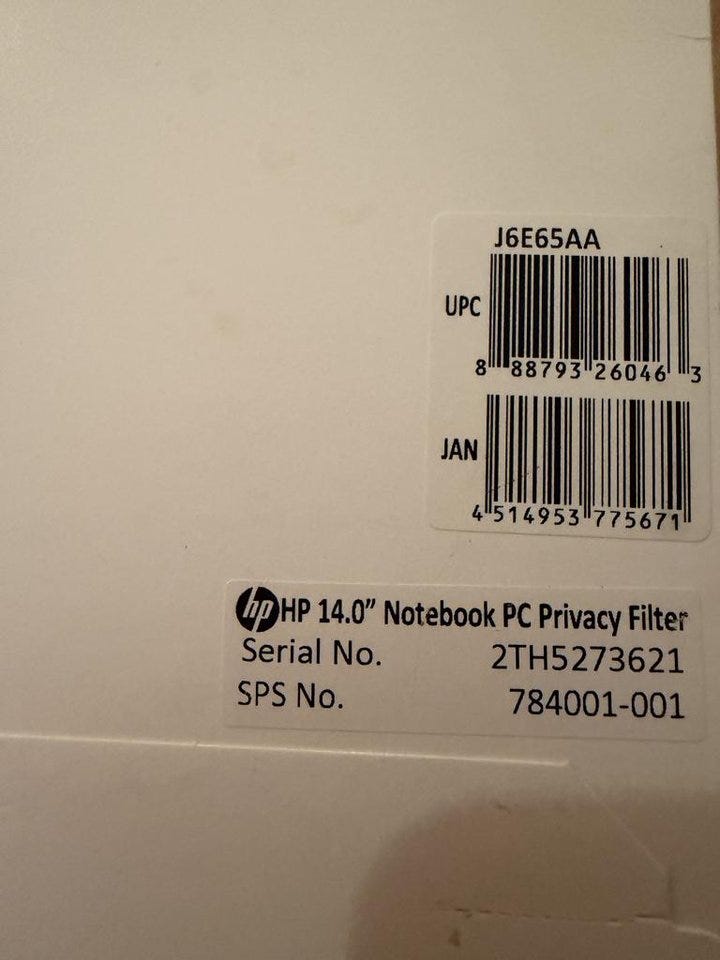 J6E65AA
UPC
8 88793 26046 3
JAN
4 514953 775671
hp HP 14.0” Notebook PC Privacy Filter
Serial No. 2TH5273621
SPS No. 784001-001